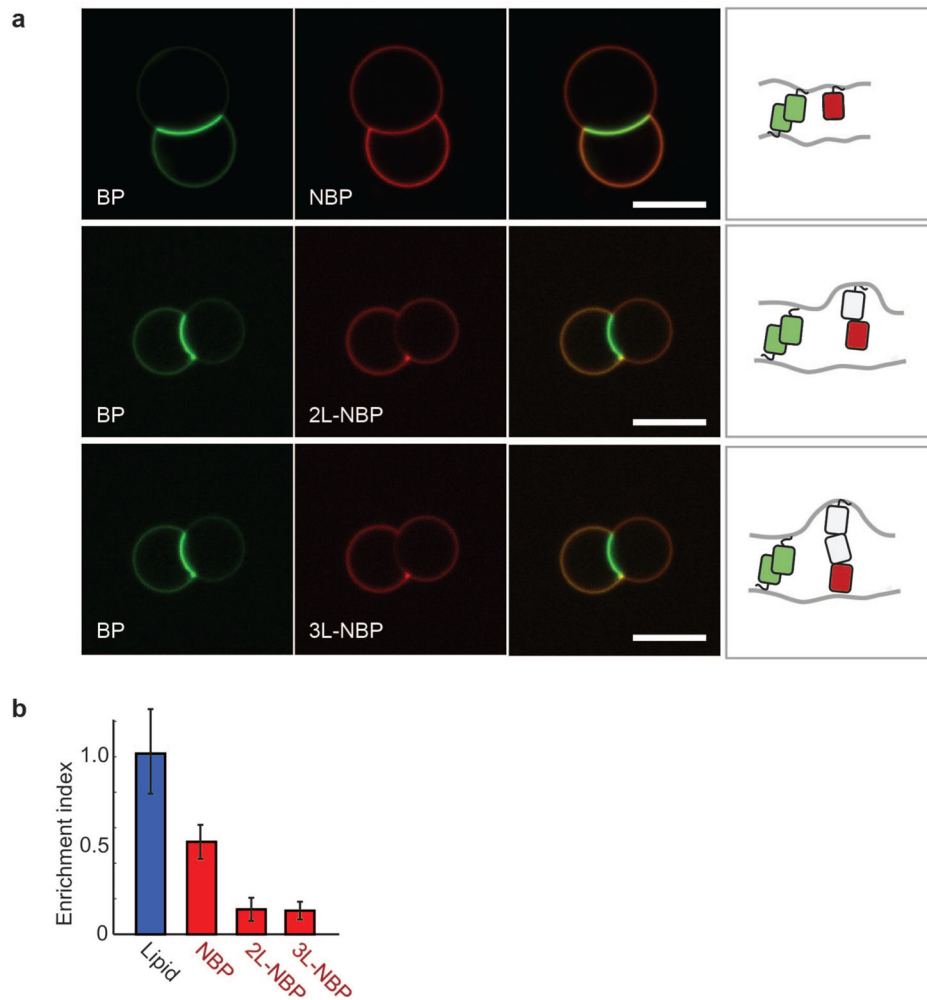 a
BP
NBP
BP
2L-NBP
BP
3L-NBP
b
Enrichment index
1.0
0.5
0
Lipid
NBP
2L-NBP
3L-NBP